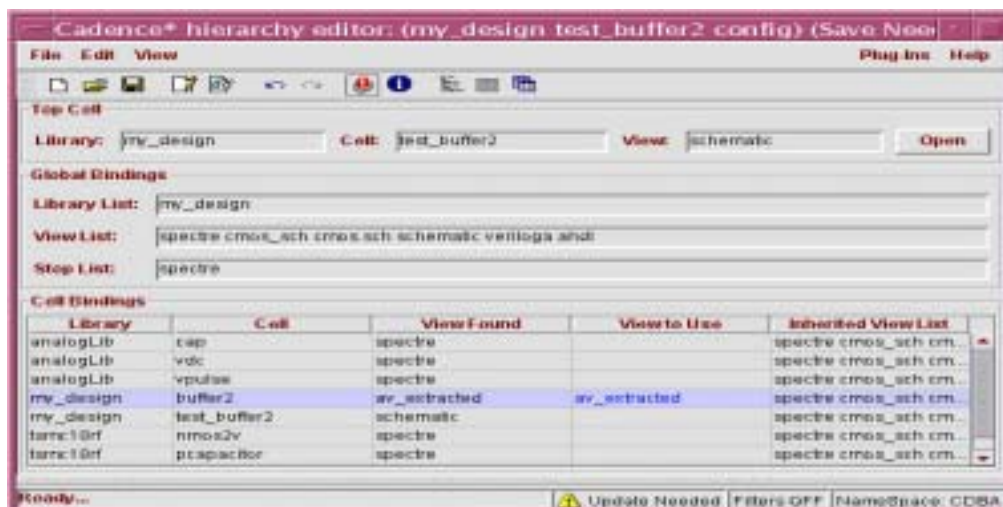 Cadence* hierarchy editor: (my_design test_buffer2 config) (Save Nee
File Edit View Plug-Ins Help
Top Cell
Library: my_design Cell: test_buffer2 View: schematic Open
Global Bindings
Library List: my_design
View List: spectre cmos_sch cmos.sch schematic veriloga ahdl
Stop List: spectre
Cell Bindings
Library Cell View Found View to Use Inherited View List
analogLib cap spectre spectre cmos_sch cm...
analogLib vdc spectre spectre cmos_sch cm...
analogLib vpulse spectre spectre cmos_sch cm...
my_design buffer2 av_extracted av_extracted spectre cmos_sch cm...
my_design test_buffer2 schematic spectre cmos_sch cm...
tsmc18rf nmos2v spectre spectre cmos_sch cm...
tsmc18rf pcapacitor spectre spectre cmos_sch cm...
Ready... Update Needed Filters OFF NameSpace: CDBA